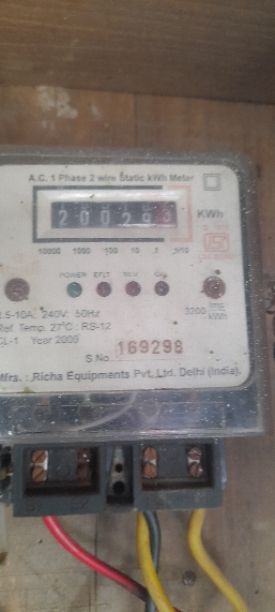 A.C. 1 Phase 2 wire Static kWh Meter
200293
KWh
10000 1000 100 10 1 1/10
POWER EFLT REV Cal
3200 imp kWh
2.5-10A 240V: 50Hz
Ref. Temp. 27°C : RS-12
CL-1 Year 2009
S.No. 169298
Mfrs. : Richa Equipments Pvt. Ltd. Delhi (India).